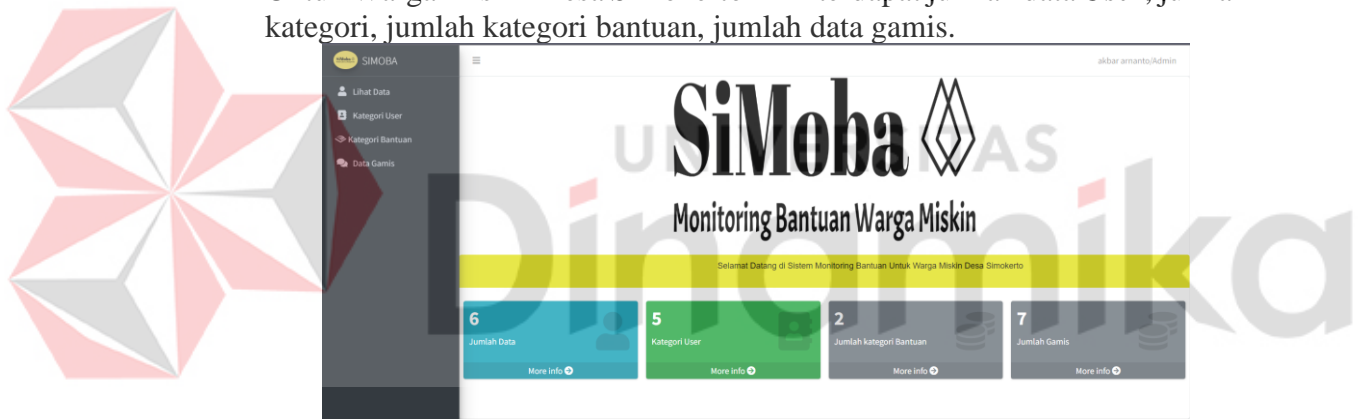 kategori, jumlah kategori bantuan, jumlah data gamis.
SIMOBA
akbar arnanto/Admin
Lihat Data
Kategori User
Kategori Bantuan
Data Gamis
SiMoba
UNIVERSITAS
Dinamika
Monitoring Bantuan Warga Miskin
Selamat Datang di Sistem Monitoring Bantuan Untuk Warga Miskin Desa Simokerto
6
Jumlah Data
More info
5
Kategori User
More info
2
Jumlah kategori Bantuan
More info
7
Jumlah Gamis
More info